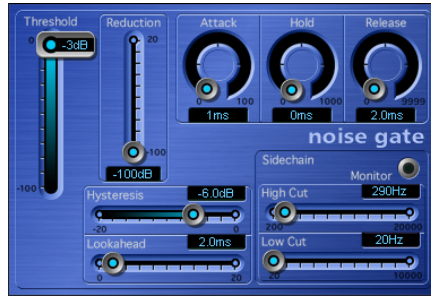 Threshold
0
-3dB
-100
Reduction
20
-100
-100dB
Attack
0
100
1ms
Hold
0
1000
0ms
Release
0
9999
2.0ms
noise gate
Hysteresis
-6.0dB
-20
0
Lookahead
2.0ms
0
20
Sidechain
Monitor
High Cut
290Hz
200
20000
Low Cut
20Hz
20
10000